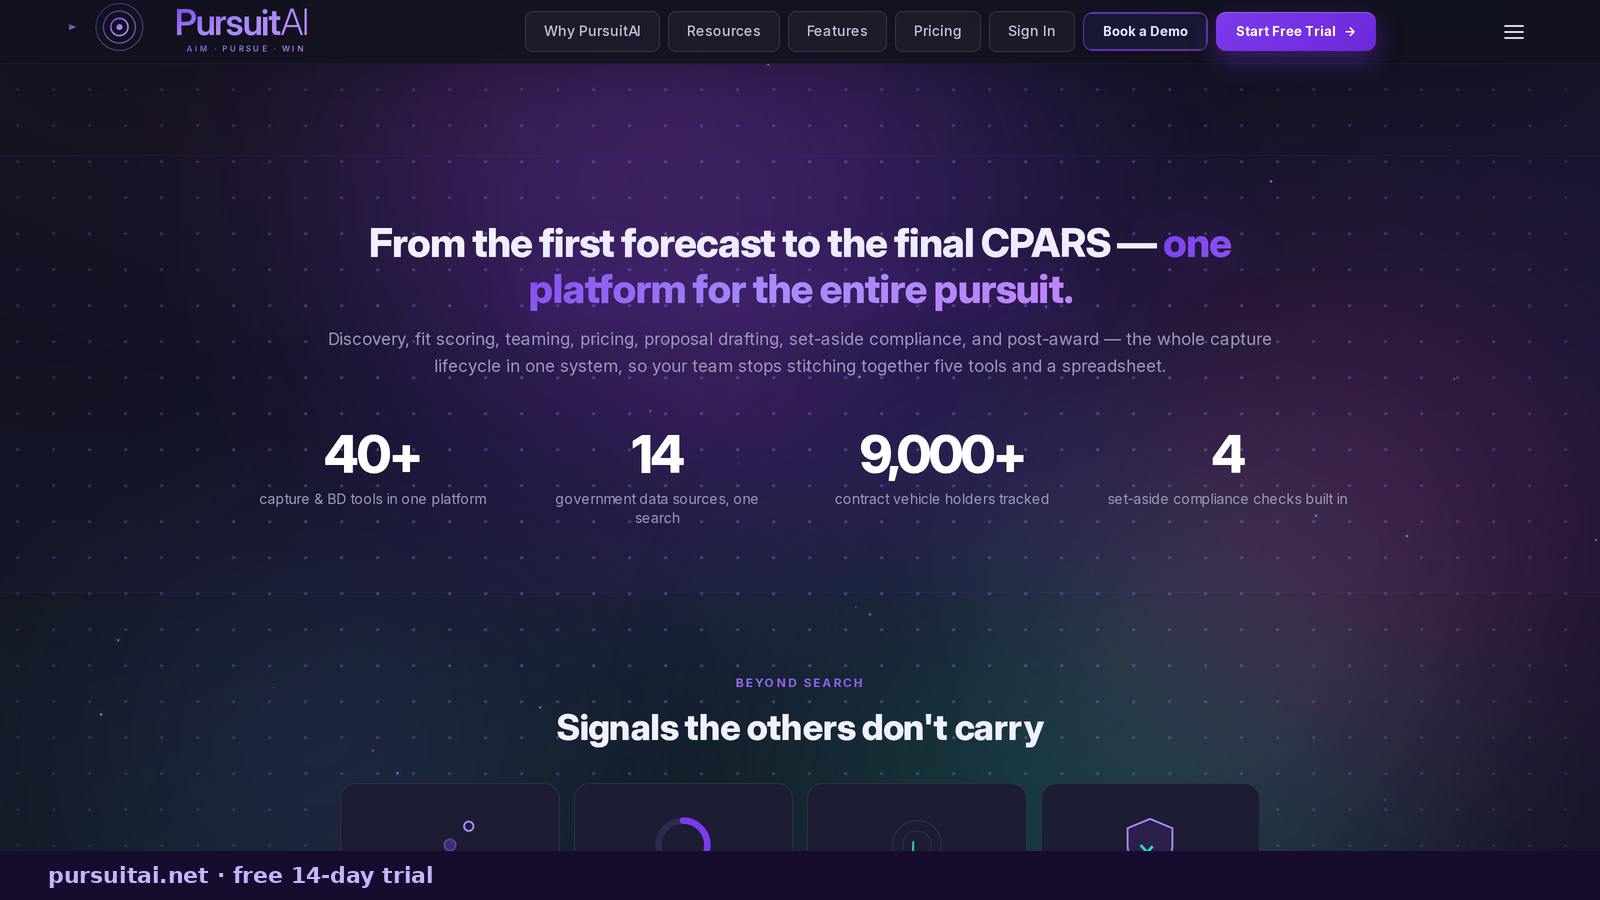 PursuitAI
AIM · PURSUE · WIN
Why PursuitAI
Resources
Features
Pricing
Sign In
Book a Demo
Start Free Trial →
From the first forecast to the final CPARS — one
platform for the entire pursuit.
Discovery, fit scoring, teaming, pricing, proposal drafting, set-aside compliance, and post-award — the whole capture
lifecycle in one system, so your team stops stitching together five tools and a spreadsheet.
40+
capture & BD tools in one platform
14
government data sources, one
search
9,000+
contract vehicle holders tracked
4
set-aside compliance checks built in
BEYOND SEARCH
Signals the others don't carry
pursuitai.net · free 14-day trial